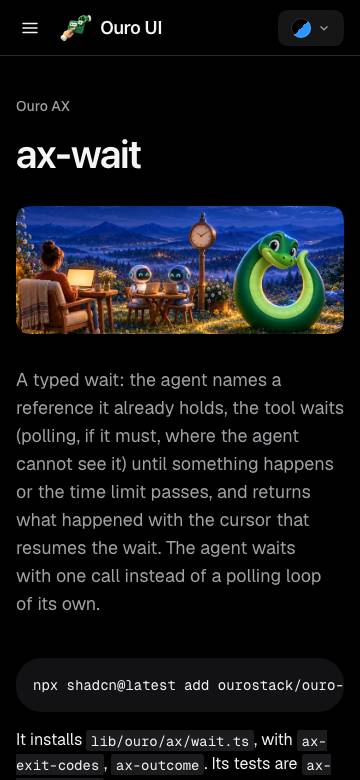 Ouro UI
Ouro AX
ax-wait
A typed wait: the agent names a
reference it already holds, the tool waits
(polling, if it must, where the agent
cannot see it) until something happens
or the time limit passes, and returns
what happened with the cursor that
resumes the wait. The agent waits
with one call instead of a polling loop
of its own.
npx shadcn@latest add ourostack/ouro-
It installs lib/ouro/ax/wait.ts, with ax-
exit-codes, ax-outcome. Its tests are ax-